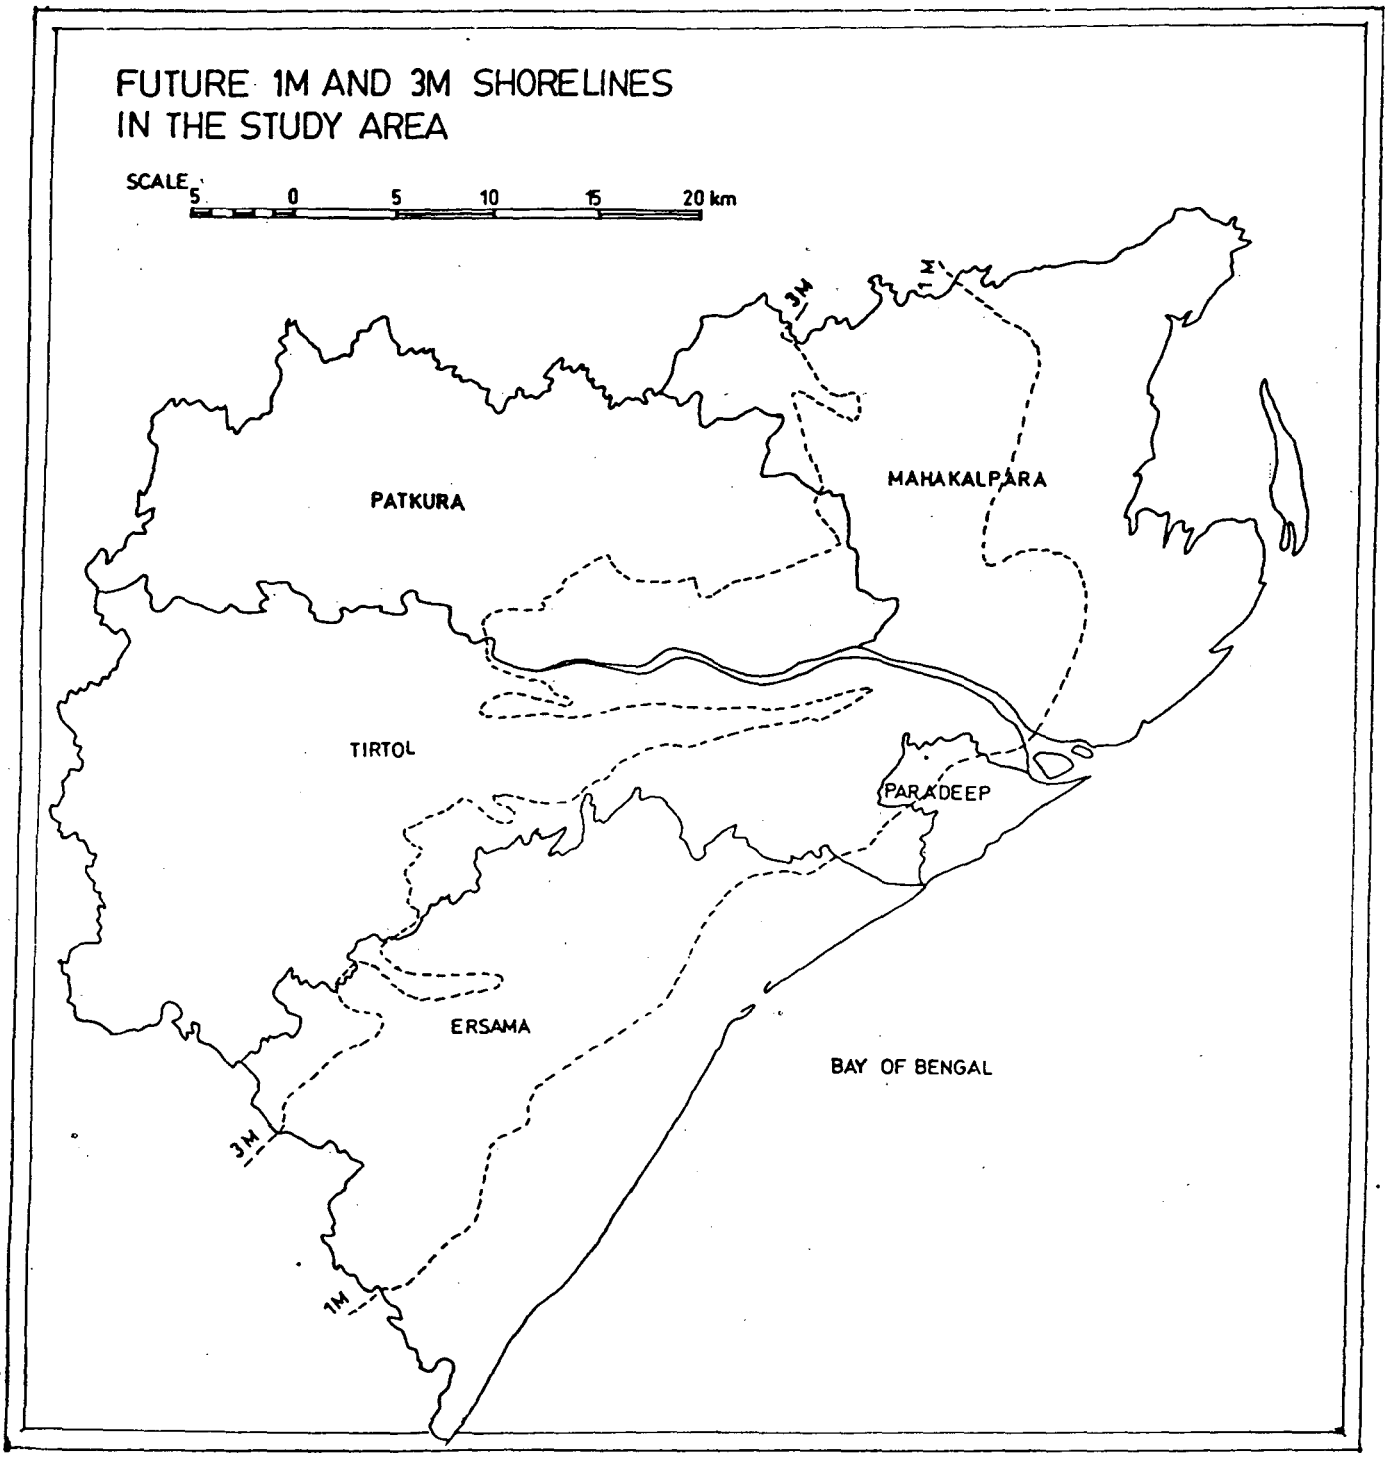 FUTURE 1M AND 3M SHORELINES
IN THE STUDY AREA
SCALE
5 0 5 10 15 20 km
1M
3M
MAHAKALPARA
PATKURA
TIRTOL
PARADEEP
ERSAMA
BAY OF BENGAL
3M
1M